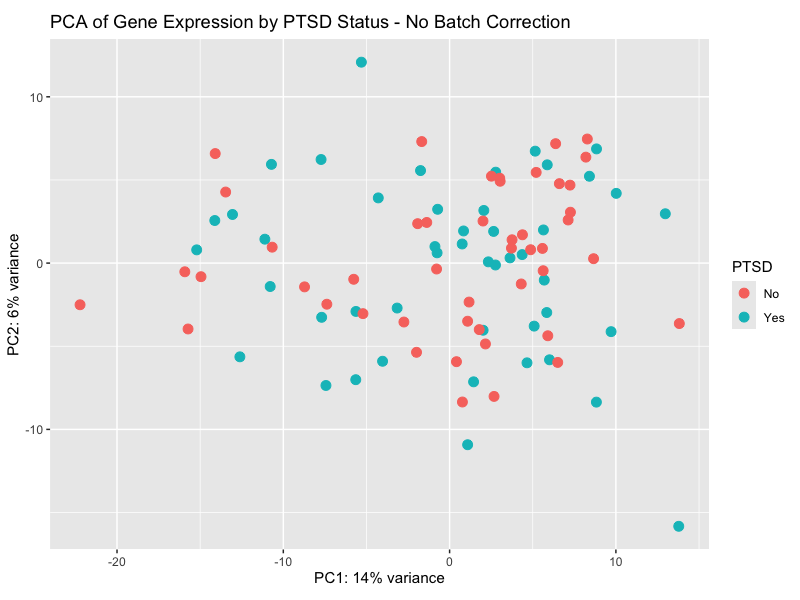 PCA of Gene Expression by PTSD Status - No Batch Correction
10
0
-10
PC2: 6% variance
-20
-10
0
10
PC1: 14% variance
PTSD
No
Yes